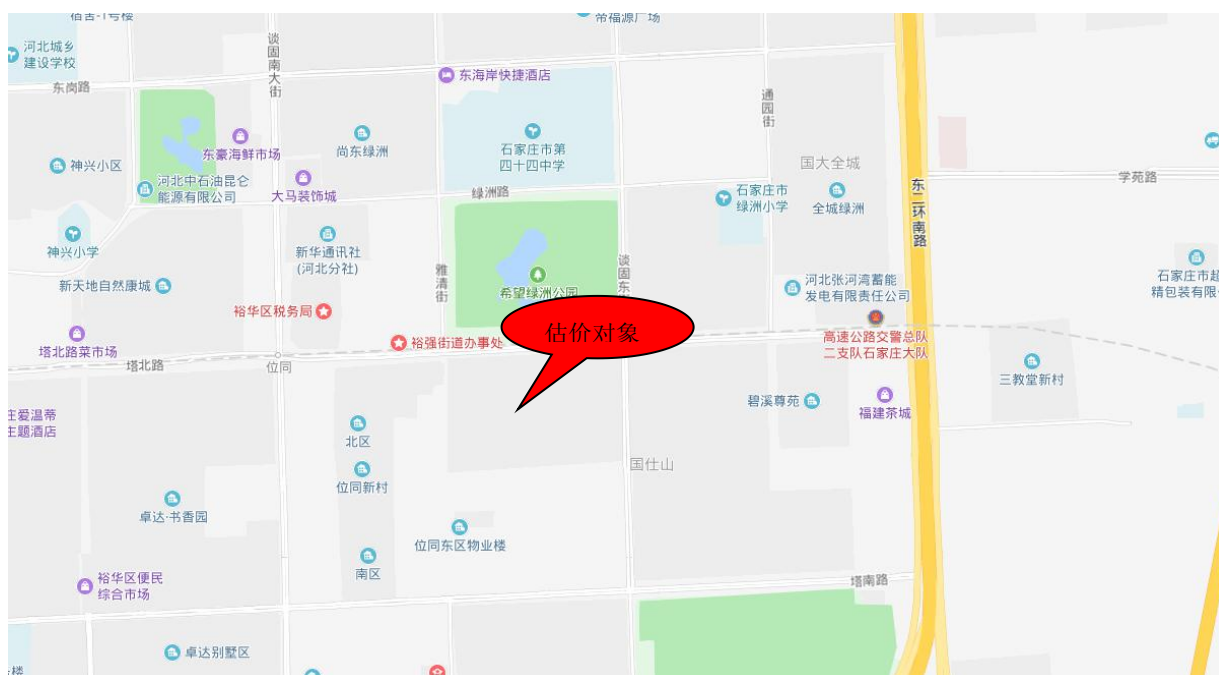 宿舍-1号楼
帝福源广场
河北城乡
建设学校
谈固南大街
东岗路
东海岸快捷酒店
通园街
东豪海鲜市场
尚东绿洲
石家庄市第
四十四中学
神兴小区
国大全城
河北中石油昆仑
能源有限公司
大马装饰城
绿洲路
石家庄市
绿洲小学
全城绿洲
东二环南路
学苑路
神兴小学
新华通讯社
(河北分社)
雅清街
希望绿洲公园
谈固东
新天地自然康城
河北张河湾蓄能
发电有限责任公司
石家庄市超
精包装有限
裕华区税务局
估价对象
裕强街道办事处
高速公路交警总队
二支队石家庄大队
塔北路菜市场
塔北路
位同
三教堂新村
碧溪尊苑
福建茶城
庄爱温蒂
主题酒店
北区
国仕山
位同新村
卓达·书香园
位同东区物业楼
南区
裕华区便民
综合市场
塔南路
卓达别墅区
楼